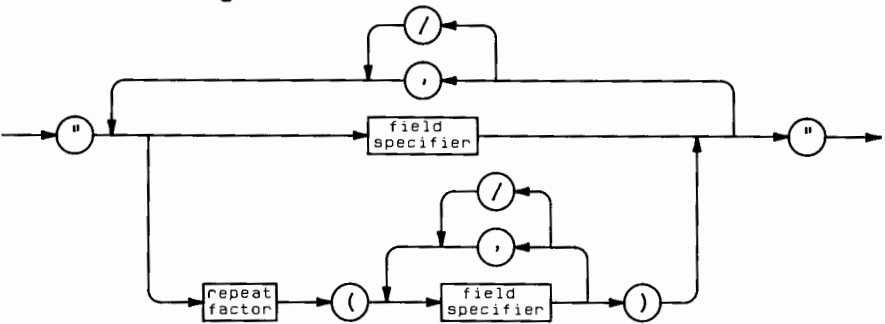 /
,
" field specifier "
/
,
repeat factor ( field specifier )